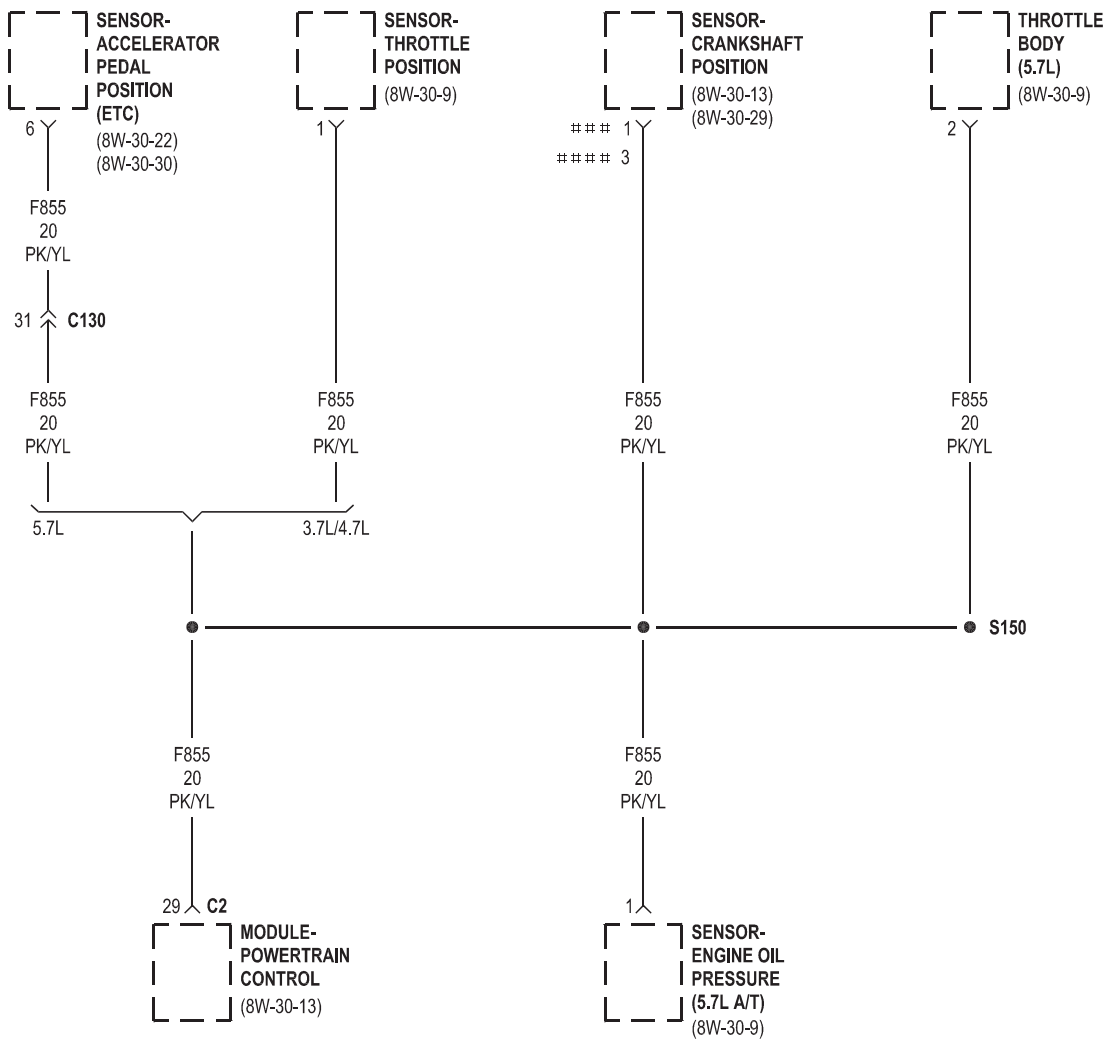 SENSOR-
ACCELERATOR
PEDAL
POSITION
(ETC)
(8W-30-22)
(8W-30-30)
SENSOR-
THROTTLE
POSITION
(8W-30-9)
SENSOR-
CRANKSHAFT
POSITION
(8W-30-13)
(8W-30-29)
THROTTLE
BODY
(5.7L)
(8W-30-9)
6
1
### 1
#### 3
2
F855
20
PK/YL
31 C130
F855
20
PK/YL
F855
20
PK/YL
F855
20
PK/YL
F855
20
PK/YL
5.7L
3.7L/4.7L
S150
F855
20
PK/YL
F855
20
PK/YL
29 C2
1
MODULE-
POWERTRAIN
CONTROL
(8W-30-13)
SENSOR-
ENGINE OIL
PRESSURE
(5.7L A/T)
(8W-30-9)